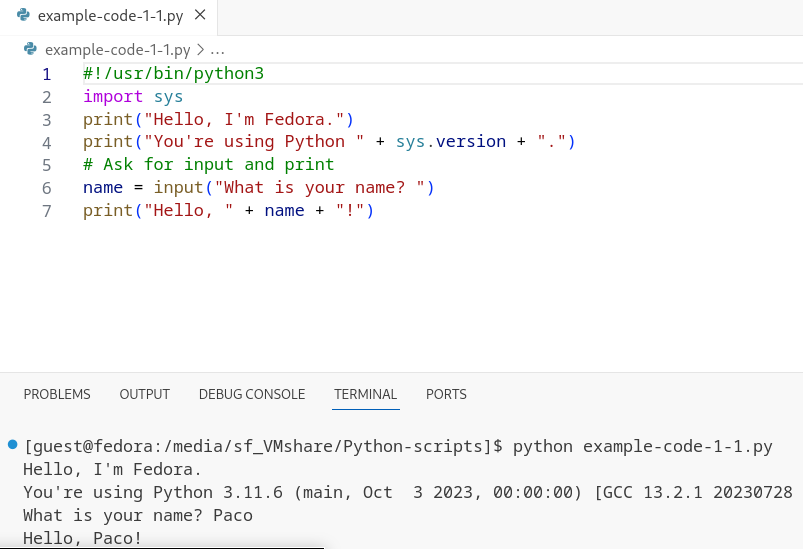 example-code-1-1.py
example-code-1-1.py > ...
1 #!/usr/bin/python3
2 import sys
3 print("Hello, I'm Fedora.")
4 print("You're using Python " + sys.version + ".")
5 # Ask for input and print
6 name = input("What is your name? ")
7 print("Hello, " + name + "!")
PROBLEMS OUTPUT DEBUG CONSOLE TERMINAL PORTS
[guest@fedora:/media/sf_VMshare/Python-scripts]$ python example-code-1-1.py
Hello, I'm Fedora.
You're using Python 3.11.6 (main, Oct  3 2023, 00:00:00) [GCC 13.2.1 20230728
What is your name? Paco
Hello, Paco!